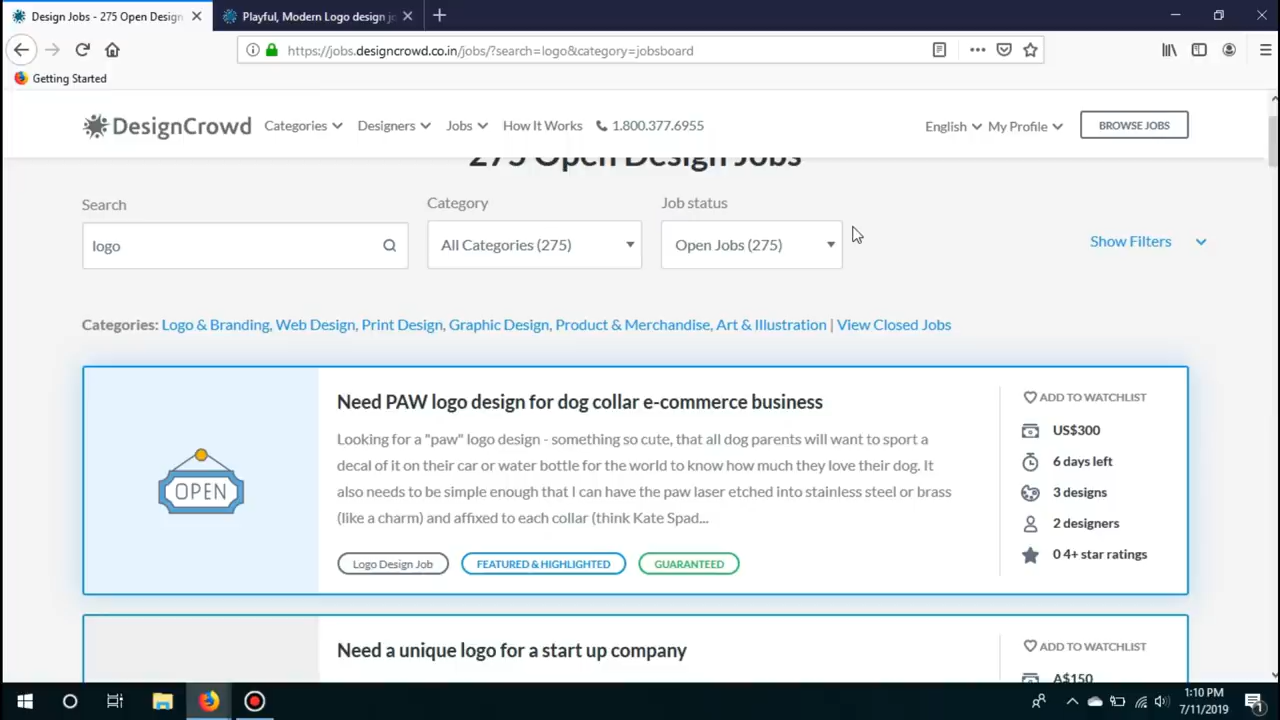 Design Jobs - 275 Open Design
Playful, Modern Logo design jo
https://jobs.designcrowd.co.in/jobs/?search=logo&category=jobsboard
Getting Started
DesignCrowd
Categories
Designers
Jobs
How It Works
1.800.377.6955
English
My Profile
BROWSE JOBS
275 Open Design Jobs
Search
Category
Job status
logo
All Categories (275)
Open Jobs (275)
Show Filters
Categories: Logo & Branding, Web Design, Print Design, Graphic Design, Product & Merchandise, Art & Illustration | View Closed Jobs
OPEN
Need PAW logo design for dog collar e-commerce business
Looking for a "paw" logo design - something so cute, that all dog parents will want to sport a
decal of it on their car or water bottle for the world to know how much they love their dog. It
also needs to be simple enough that I can have the paw laser etched into stainless steel or brass
(like a charm) and affixed to each collar (think Kate Spad...
Logo Design Job
FEATURED & HIGHLIGHTED
GUARANTEED
ADD TO WATCHLIST
US$300
6 days left
3 designs
2 designers
0 4+ star ratings
Need a unique logo for a start up company
ADD TO WATCHLIST
A$150
1:10 PM
7/11/2019
1